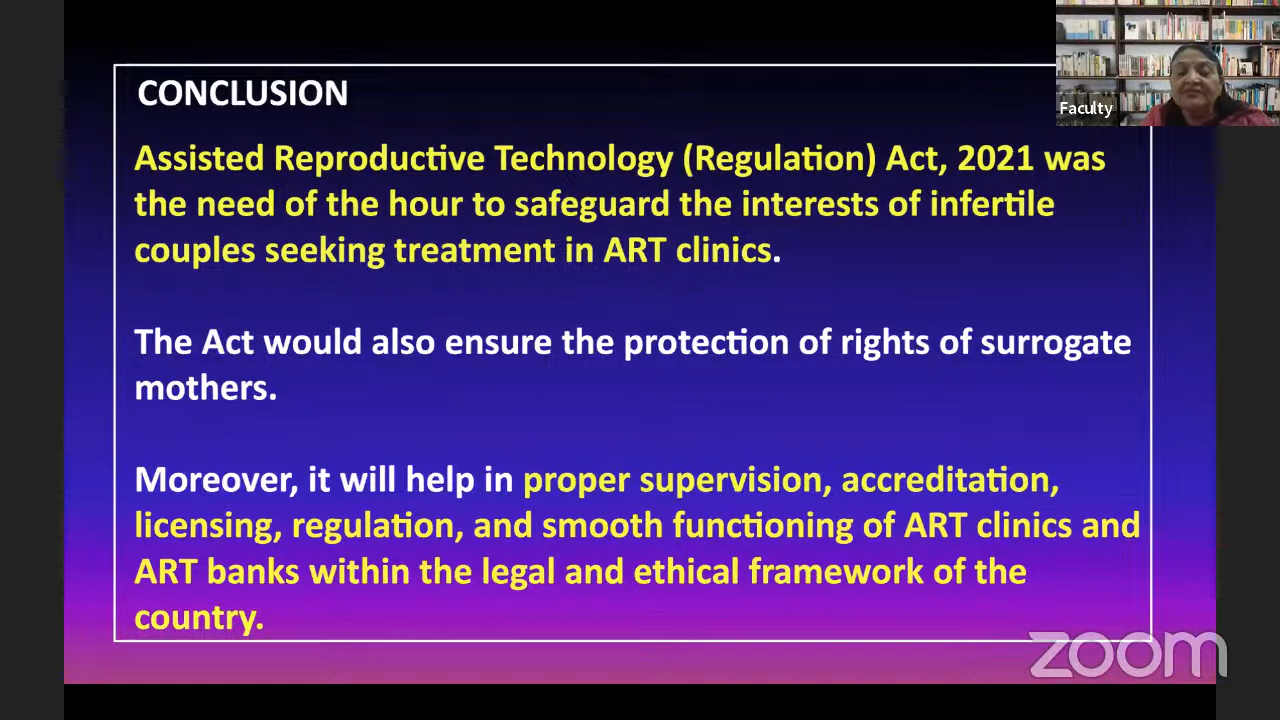 CONCLUSION
Faculty
Assisted Reproductive Technology (Regulation) Act, 2021 was
the need of the hour to safeguard the interests of infertile
couples seeking treatment in ART clinics.
The Act would also ensure the protection of rights of surrogate
mothers.
Moreover, it will help in proper supervision, accreditation,
licensing, regulation, and smooth functioning of ART clinics and
ART banks within the legal and ethical framework of the
country.
zoom